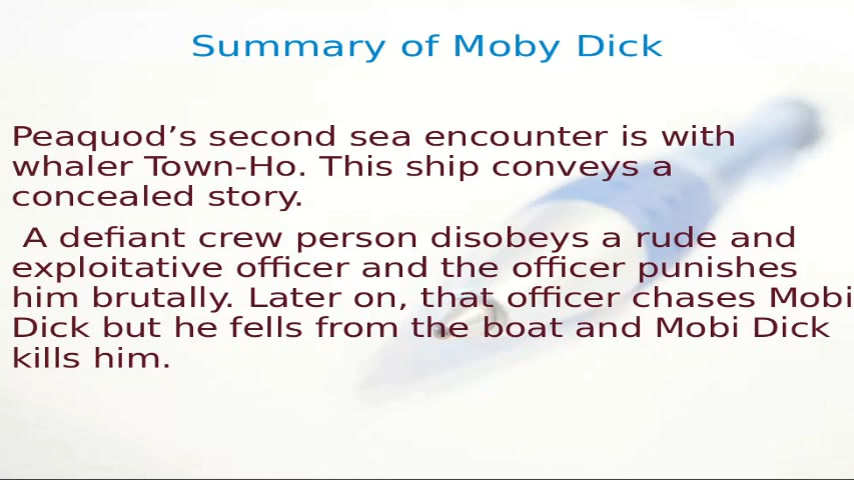 Summary of Moby Dick
Peaquod’s second sea encounter is with
whaler Town-Ho. This ship conveys a
concealed story.
A defiant crew person disobeys a rude and
exploitative officer and the officer punishes
him brutally. Later on, that officer chases Mobi
Dick but he fells from the boat and Mobi Dick
kills him.